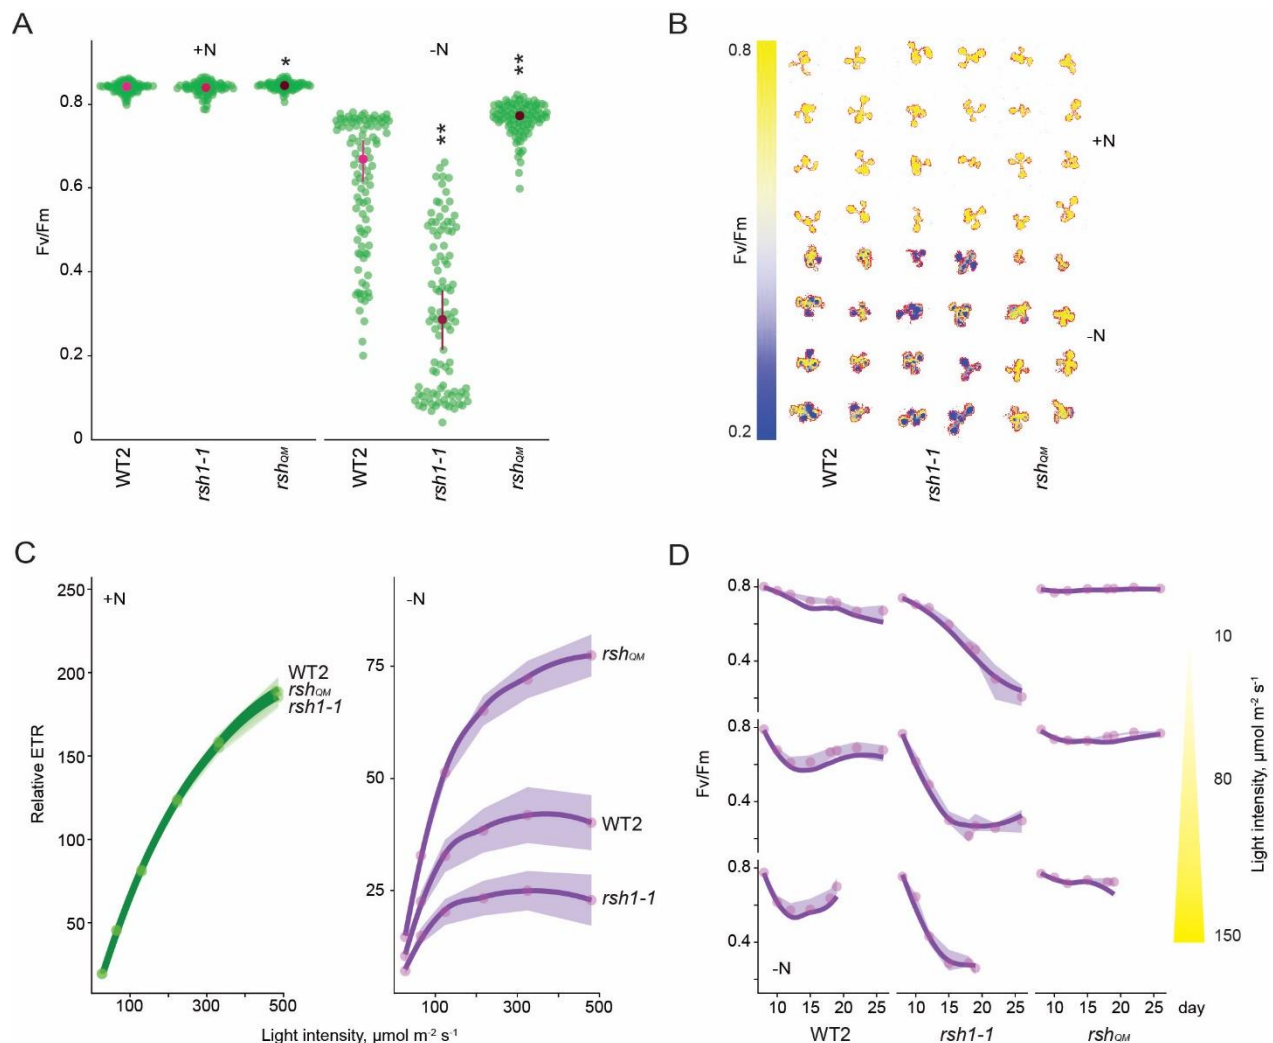 A
+N
-N
*
**
**
0.8
0.6
0.4
0.2
0
Fv/Fm
WT2
rsh1-1
rshQM
WT2
rsh1-1
rshQM
B
0.8
Fv/Fm
0.2
+N
-N
WT2
rsh1-1
rshQM
C
+N
250
200
150
100
50
Relative ETR
WT2
rshQM
rsh1-1
100
300
500
-N
75
50
25
rshQM
WT2
rsh1-1
100
300
500
Light intensity, µmol m-2 s-1
D
0.8
0.4
0.8
0.4
0.8
0.4
Fv/Fm
-N
10
80
150
Light intensity, µmol m-2 s-1
10 15 20 25
10 15 20 25
10 15 20 25
day
WT2
rsh1-1
rshQM